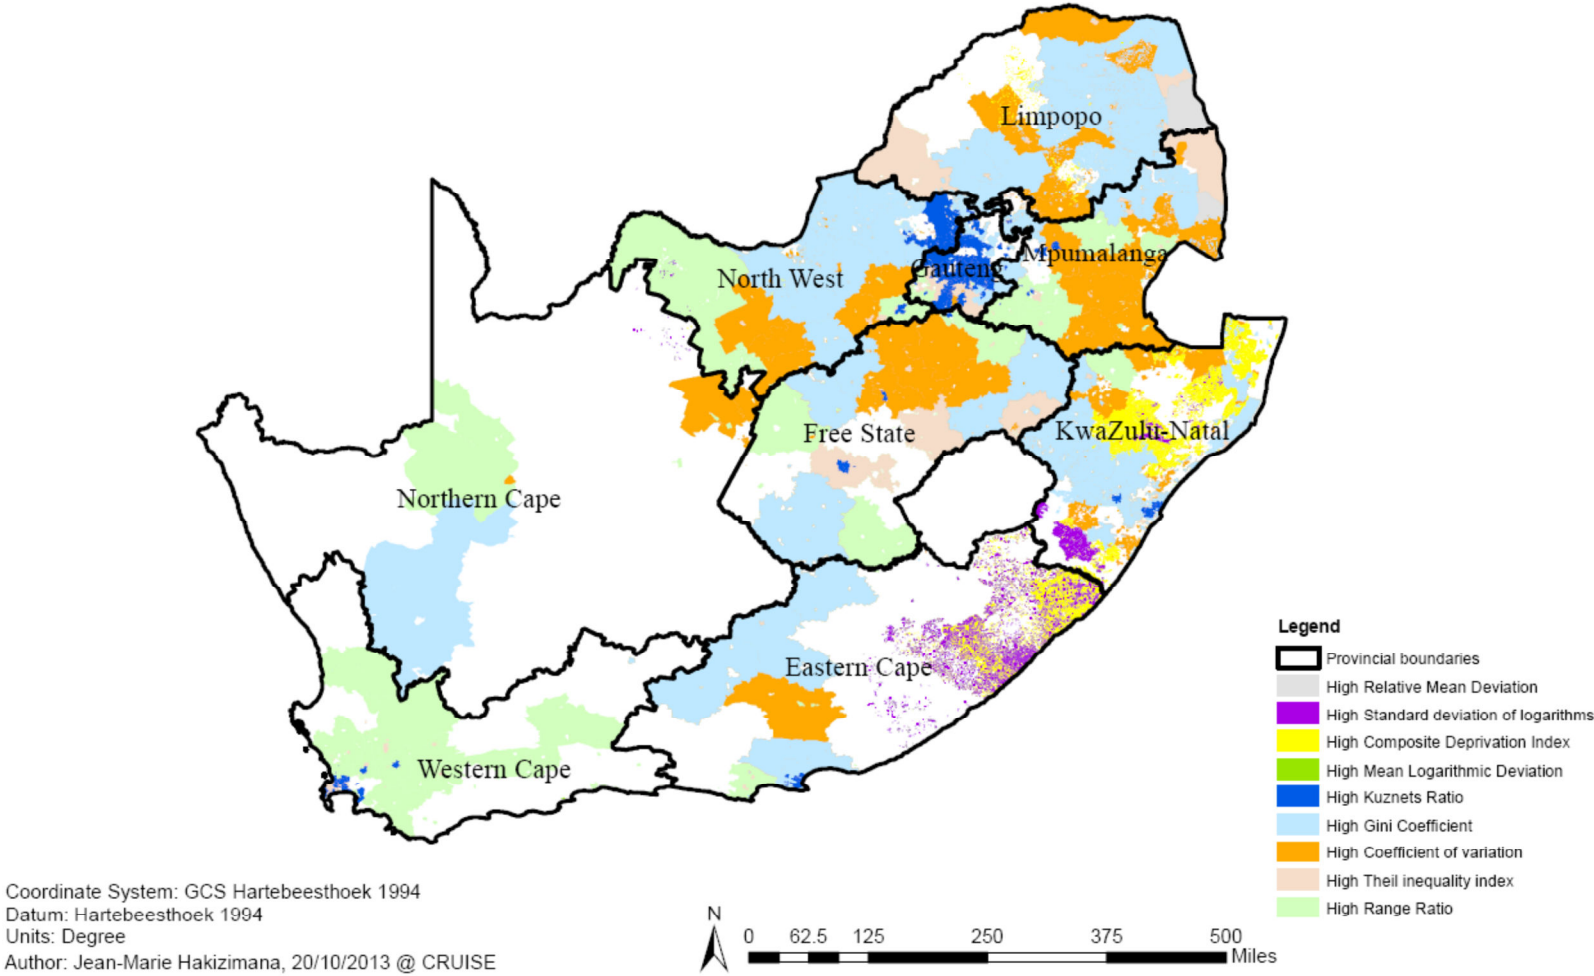 Limpopo
Mpumalanga
Gauteng
North West
Free State
KwaZulu-Natal
Northern Cape
Eastern Cape
Western Cape
Legend
Provincial boundaries
High Relative Mean Deviation
High Standard deviation of logarithms
High Composite Deprivation Index
High Mean Logarithmic Deviation
High Kuznets Ratio
High Gini Coefficient
High Coefficient of variation
High Theil inequality index
High Range Ratio
Coordinate System: GCS Hartebeesthoek 1994
Datum: Hartebeesthoek 1994
Units: Degree
Author: Jean-Marie Hakizimana, 20/10/2013 @ CRUISE
N
0 62.5 125 250 375 500
Miles